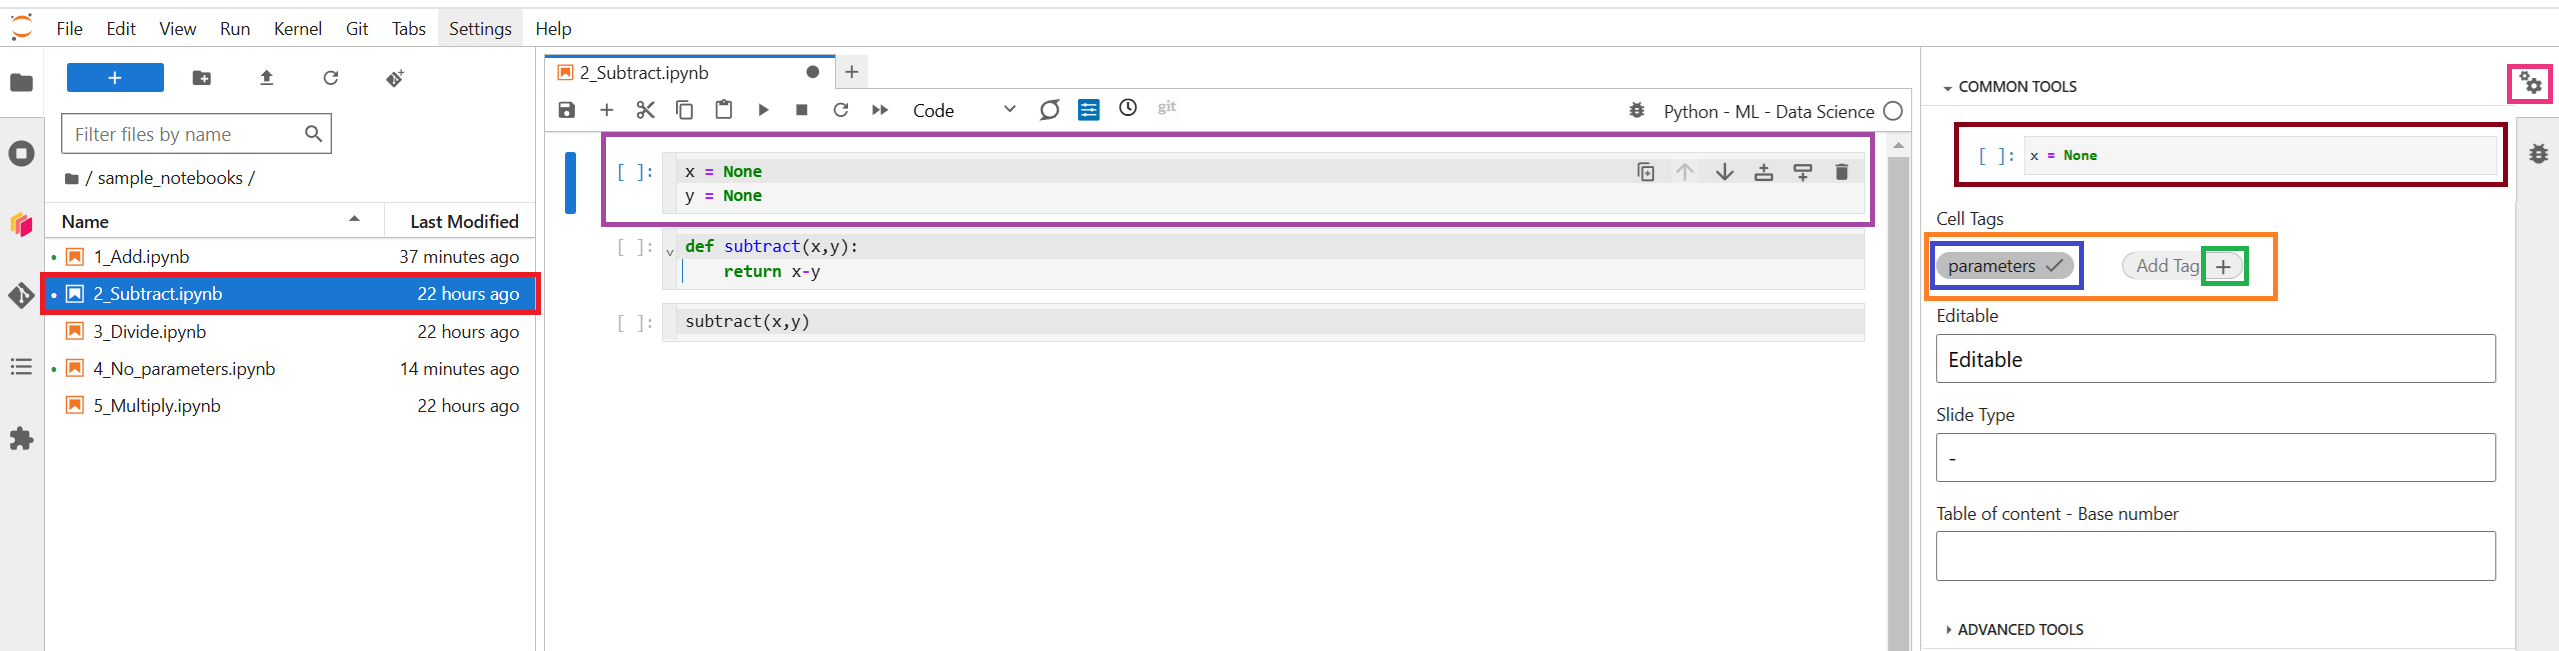 File Edit View Run Kernel Git Tabs Settings Help
Filter files by name
/ sample_notebooks /
Name Last Modified
1_Add.ipynb 37 minutes ago
2_Subtract.ipynb 22 hours ago
3_Divide.ipynb 22 hours ago
4_No_parameters.ipynb 14 minutes ago
5_Multiply.ipynb 22 hours ago
2_Subtract.ipynb
Code git Python - ML - Data Science
[ ]: x = None
y = None
[ ]: def subtract(x,y):
return x-y
[ ]: subtract(x,y)
COMMON TOOLS
[ ]: x = None
Cell Tags
parameters Add Tag
Editable
Editable
Slide Type
-
Table of content - Base number
ADVANCED TOOLS